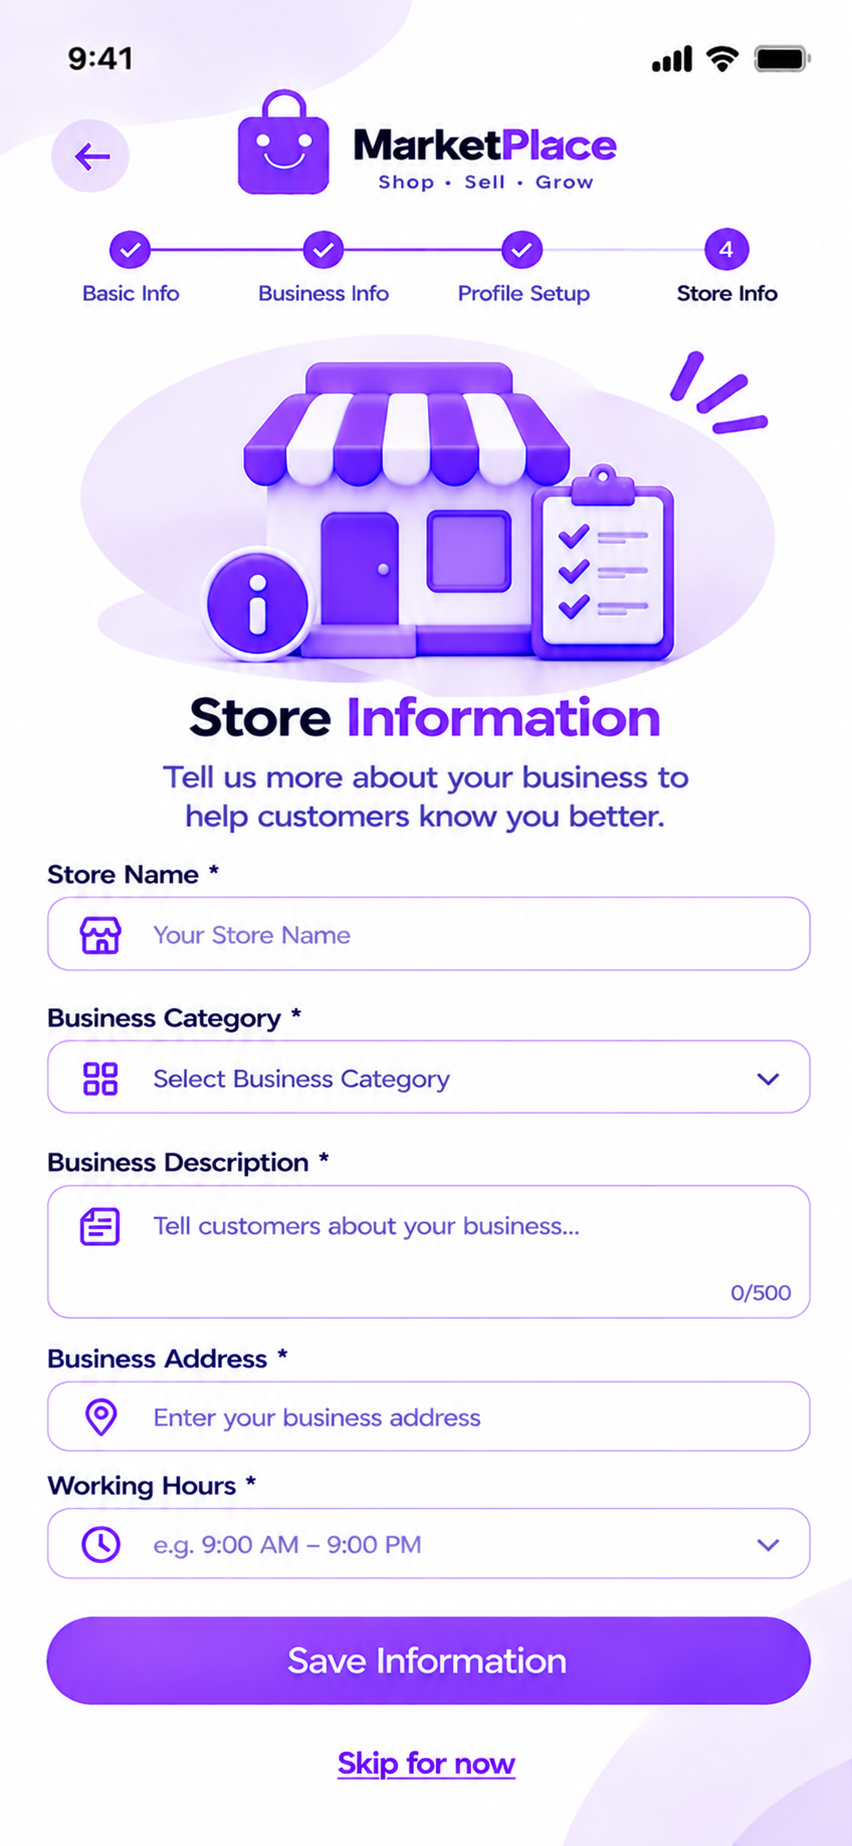 9:41
MarketPlace
Shop • Sell • Grow
4
Basic Info Business Info Profile Setup Store Info
Store Information
Tell us more about your business to
help customers know you better.
Store Name *
Your Store Name
Business Category *
Select Business Category
Business Description *
Tell customers about your business...
0/500
Business Address *
Enter your business address
Working Hours *
e.g. 9:00 AM – 9:00 PM
Save Information
Skip for now